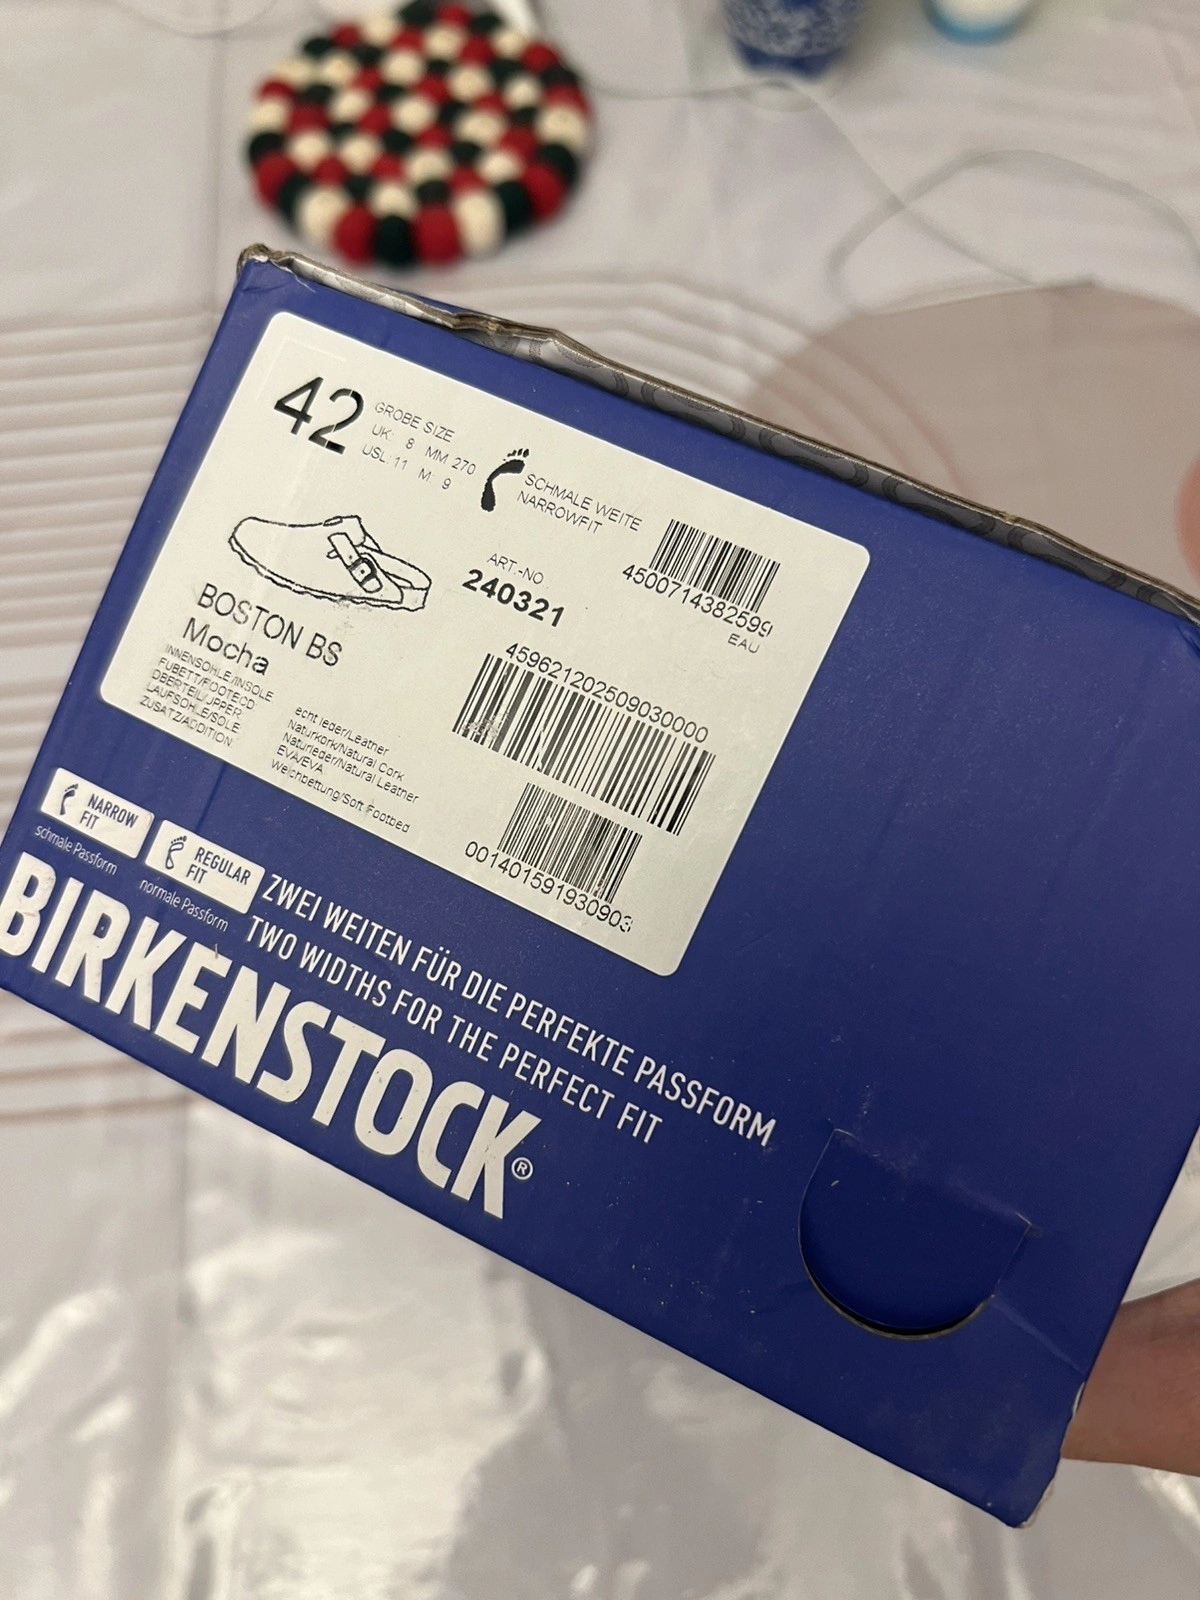 42
GROBE SIZE
UK: 8 MM 270
USL: 11 M: 9
SCHMALE WEITE
NARROWFIT
4500714382599
EAU
ART.-NO
240321
459621202509030000
BOSTON BS
Mocha
INNENSOHLE/INSOLE
echt leder/Leather
Naturkork/Natural Cork
OBERTEIL/UPPER
Naturleder/Natural Leather
LAUFSOHLE/SOLE
EVA/EVA
ZUSATZ/ADDITION
Weichbettung/Soft Footbed
001401591930903
NARROW
FIT
schmale Passform
REGULAR
FIT
normale Passform
ZWEI WEITEN FÜR DIE PERFEKTE PASSFORM
TWO WIDTHS FOR THE PERFECT FIT
BIRKENSTOCK®